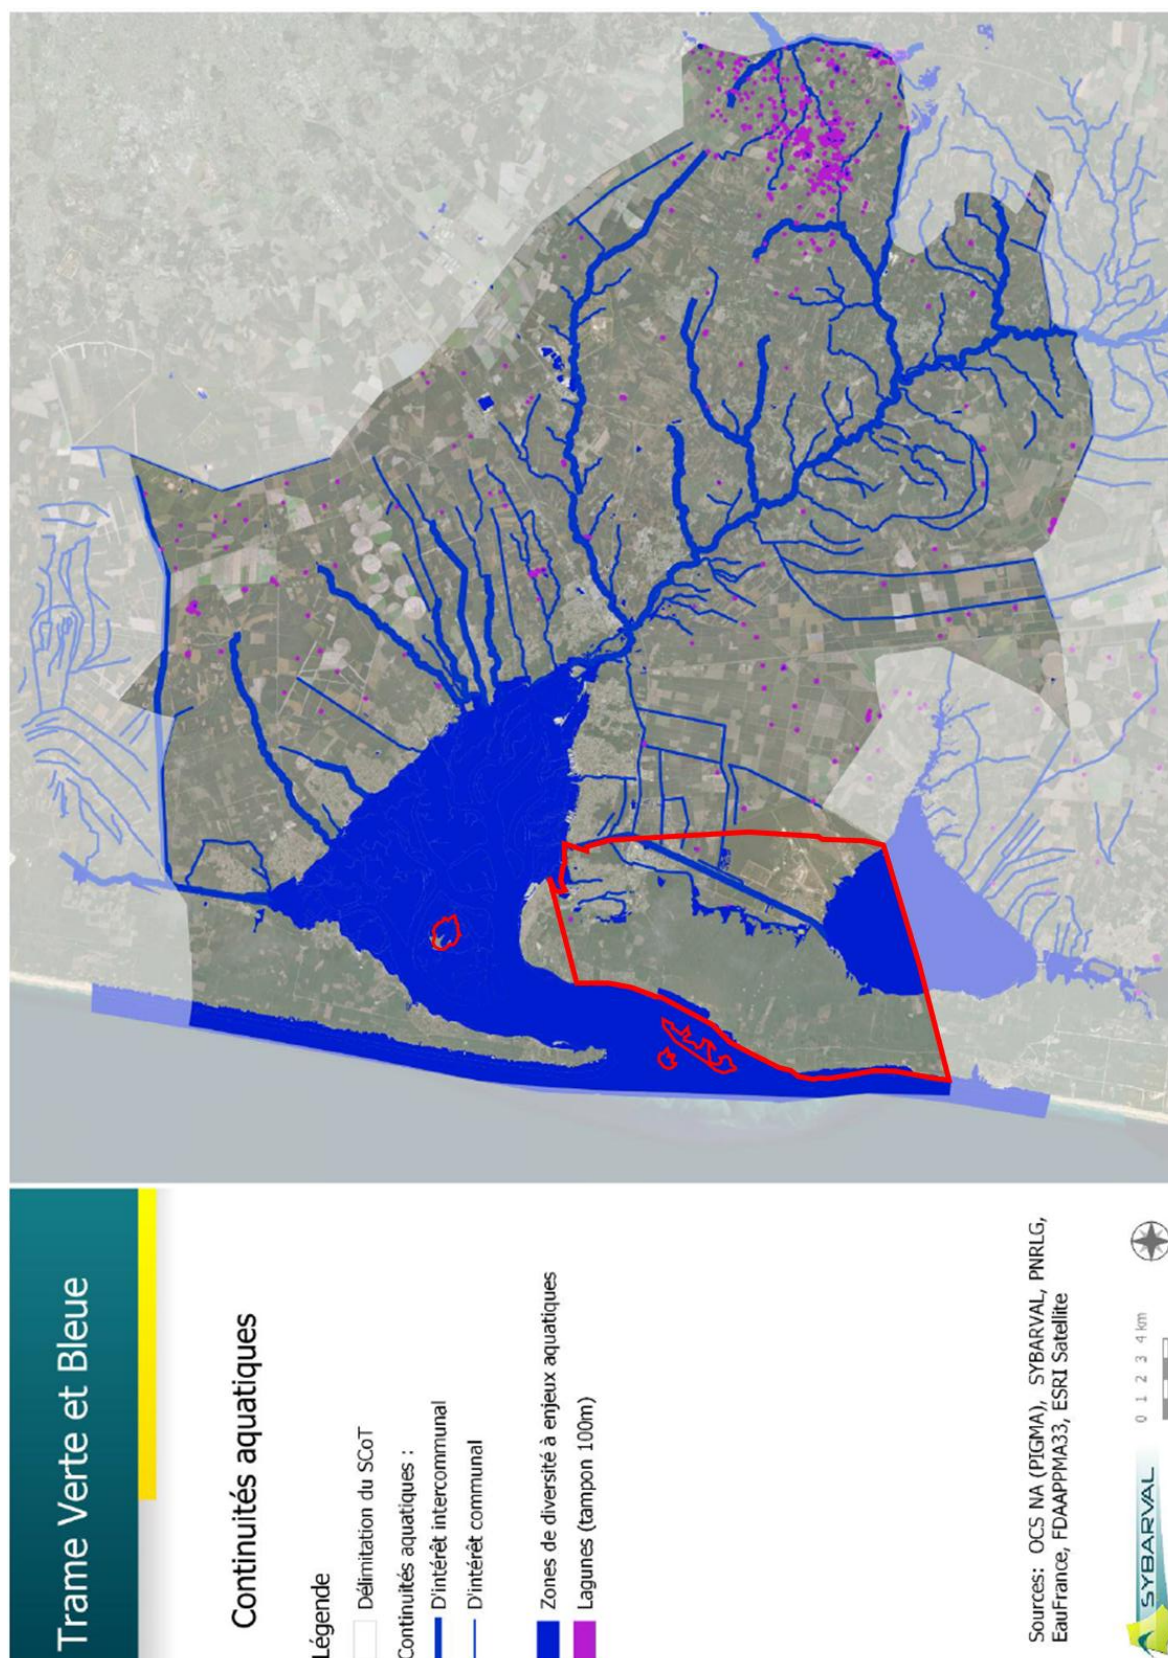 Trame Verte et Bleue
Continuités aquatiques
Légende
Délimitation du SCoT
Continuités aquatiques :
D'intérêt intercommunal
D'intérêt communal
Zones de diversité à enjeux aquatiques
Lagunes (tampon 100m)
Sources: OCS NA (PIGMA), SYBARVAL, PNRLG,
EauFrance, FDAAPPMA33, ESRI Satellite
SYBARVAL
0 1 2 3 4 km